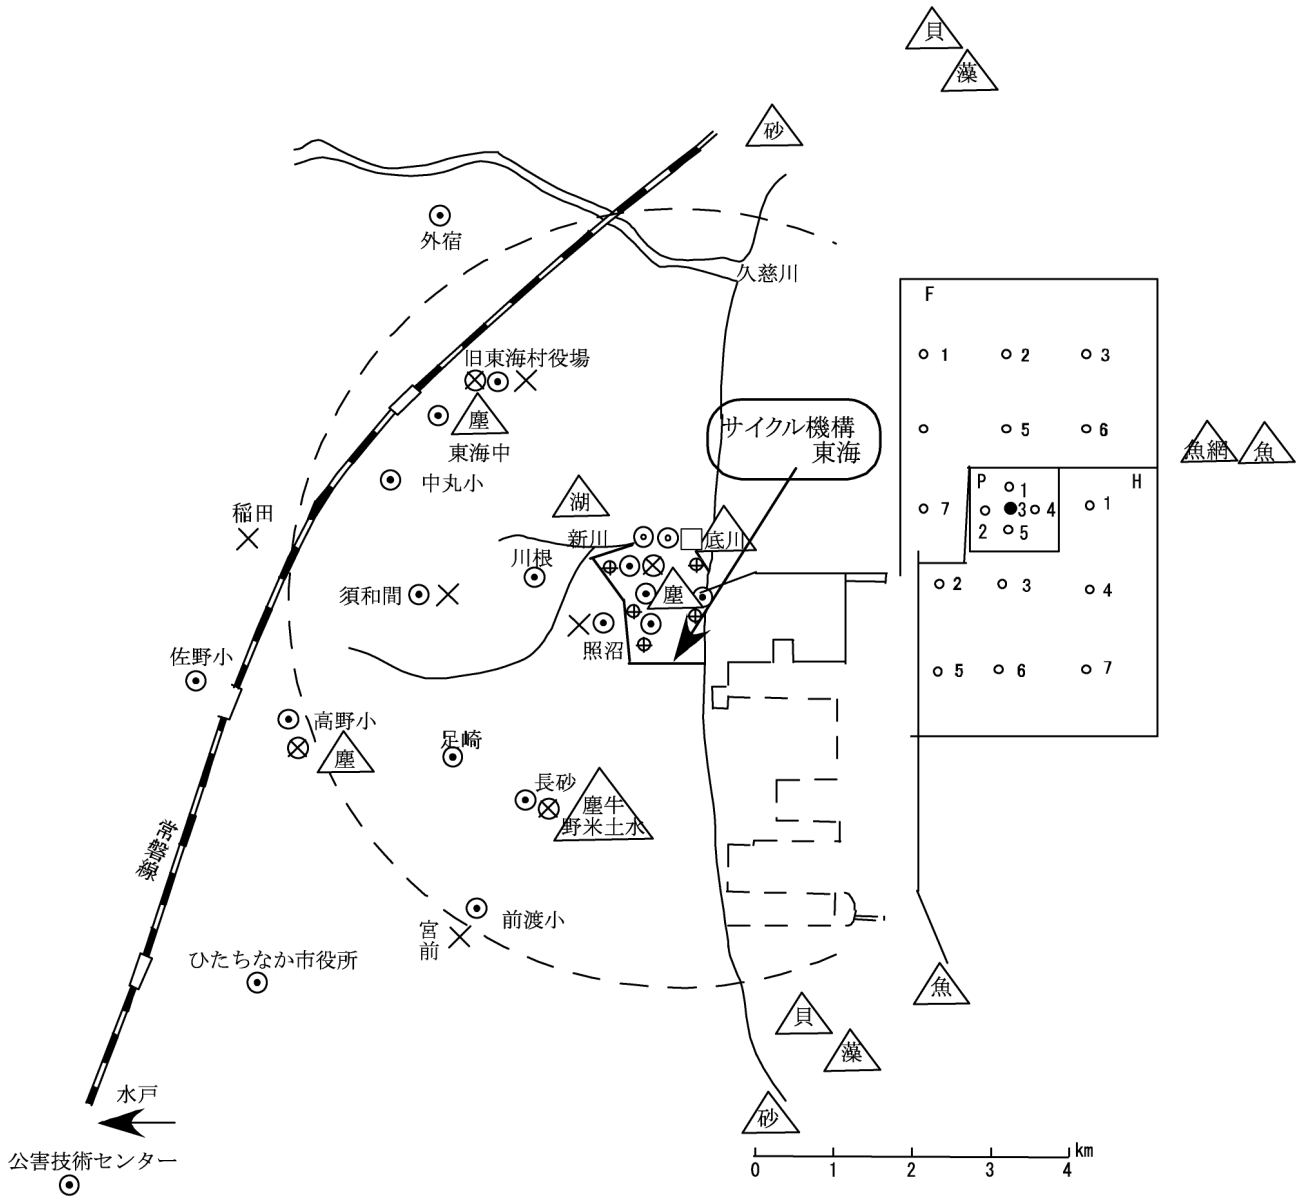 貝
藻
砂
外宿
久慈川
F
1 2 3
旧東海村役場
塵
東海中
サイクル機構
東海
5 6
魚網
魚
中丸小
湖
P
H
1
1
7
3 4
2 5
稲田
新川
底川
川根
須和間
塵
2 3 4
照沼
佐野小
5 6 7
高野小
塵
足崎
長砂
塵牛
野米土水
常磐線
前渡小
宮前
ひたちなか市役所
魚
貝
藻
水戸
砂
公害技術センター
km
0 1 2 3 4